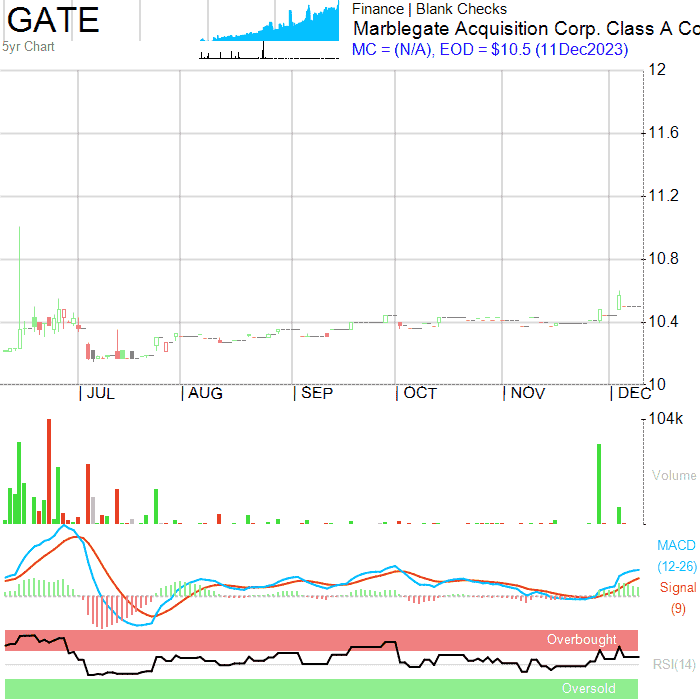 GATE
5yr Chart
Finance | Blank Checks
Marblegate Acquisition Corp. Class A Co
MC = (N/A), EOD = $10.5 (11Dec2023)
12
11.6
11.2
10.8
10.4
10
JUL AUG SEP OCT NOV DEC
104k
Volume
MACD
(12-26)
Signal
(9)
Overbought
RSI(14)
Oversold